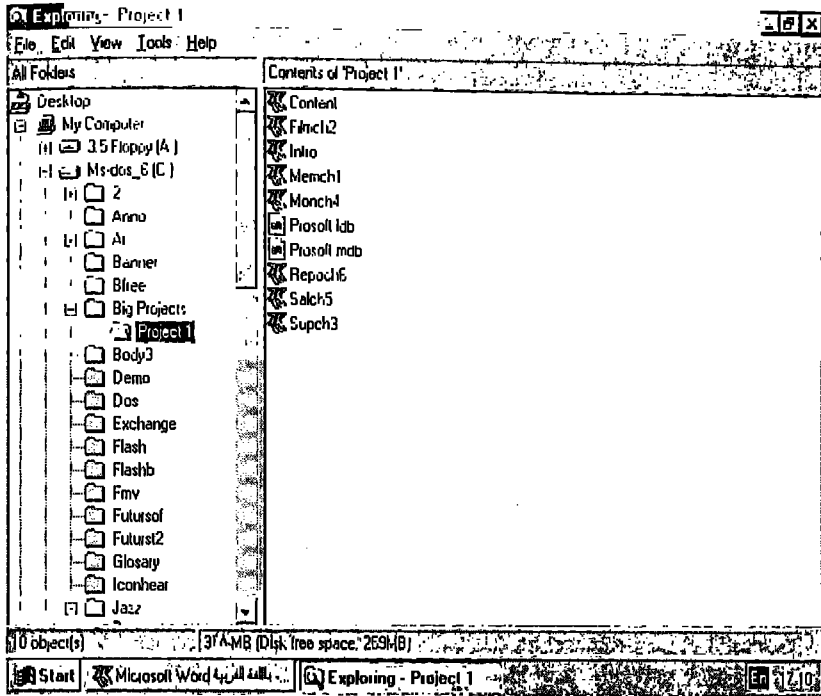 Exploring - Project 1
File Edit View Tools Help
All Folders
Contents of 'Project 1'
Desktop
My Computer
3.5 Floppy (A )
Ms-dos_6 (C )
2
Anno
Ar
Banner
Bfree
Big Projects
Project 1
Body3
Demo
Dos
Exchange
Flash
Flashb
Fmv
Futursof
Futurst2
Glosary
Iconhear
Jazz
Content
Filmch2
Intro
Memch1
Monch4
Prosoft.ldb
Prosoft.mdb
Repoch6
Salch5
Supch3
10 object(s)
MB (Disk free space: 269MB)
Start
Microsoft Word
Exploring - Project 1
En